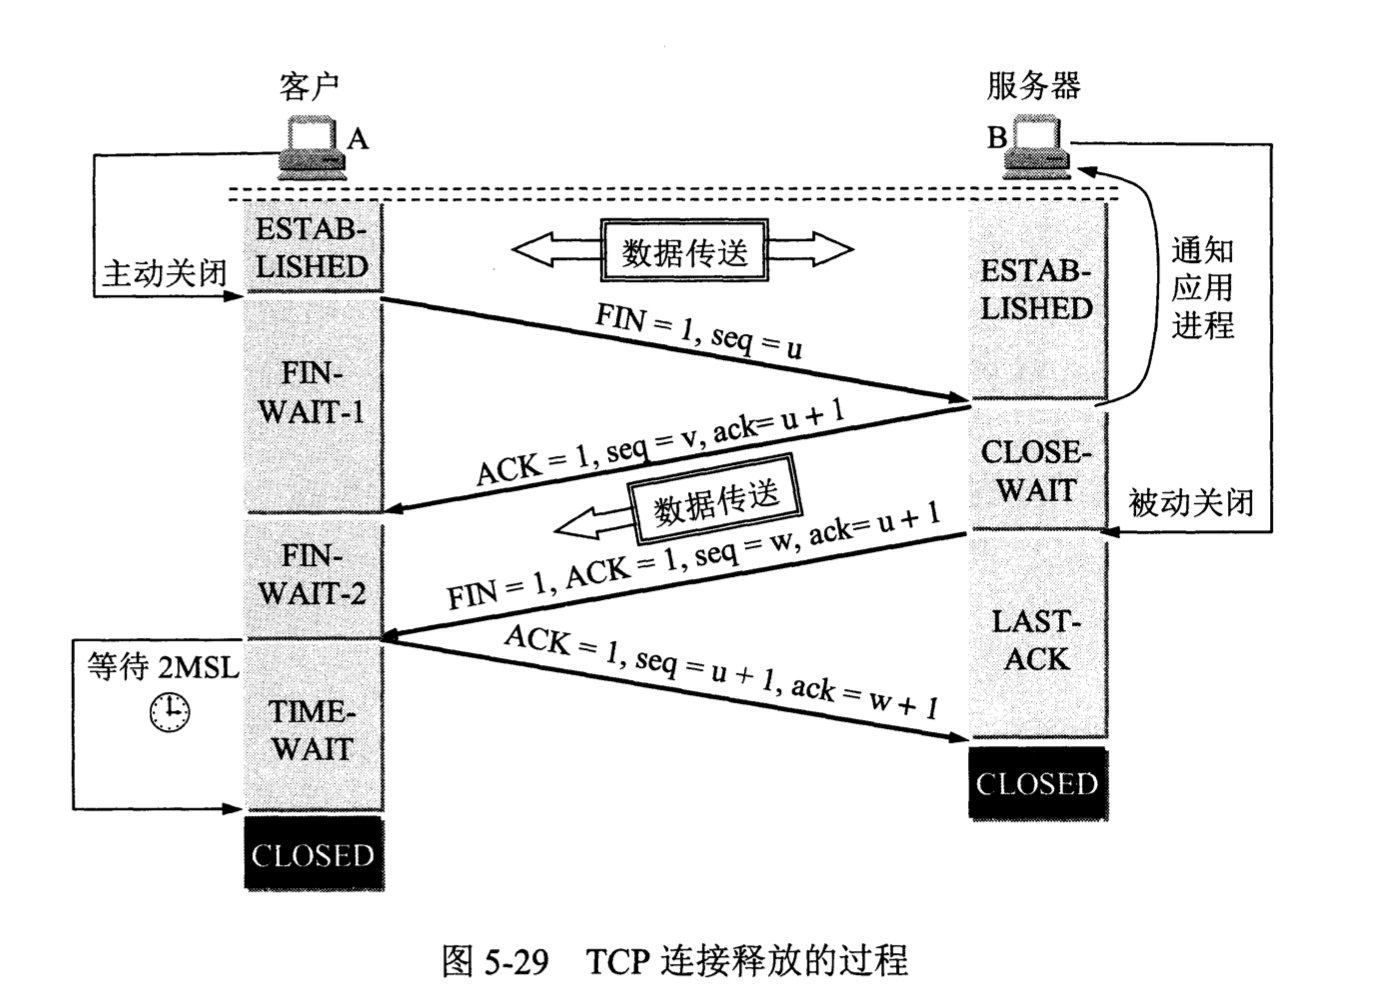 客户
服务器
A
B
ESTAB-
LISHED
数据传送
ESTAB-
LISHED
通知
应用
进程
主动关闭
FIN = 1, seq = u
FIN-
WAIT-1
ACK = 1, seq = v, ack= u + 1
CLOSE-
WAIT
数据传送
被动关闭
FIN-
WAIT-2
FIN = 1, ACK = 1, seq = w, ack= u + 1
LAST-
ACK
ACK = 1, seq = u + 1, ack = w + 1
等待 2MSL
TIME-
WAIT
CLOSED
CLOSED
图 5-29 TCP 连接释放的过程